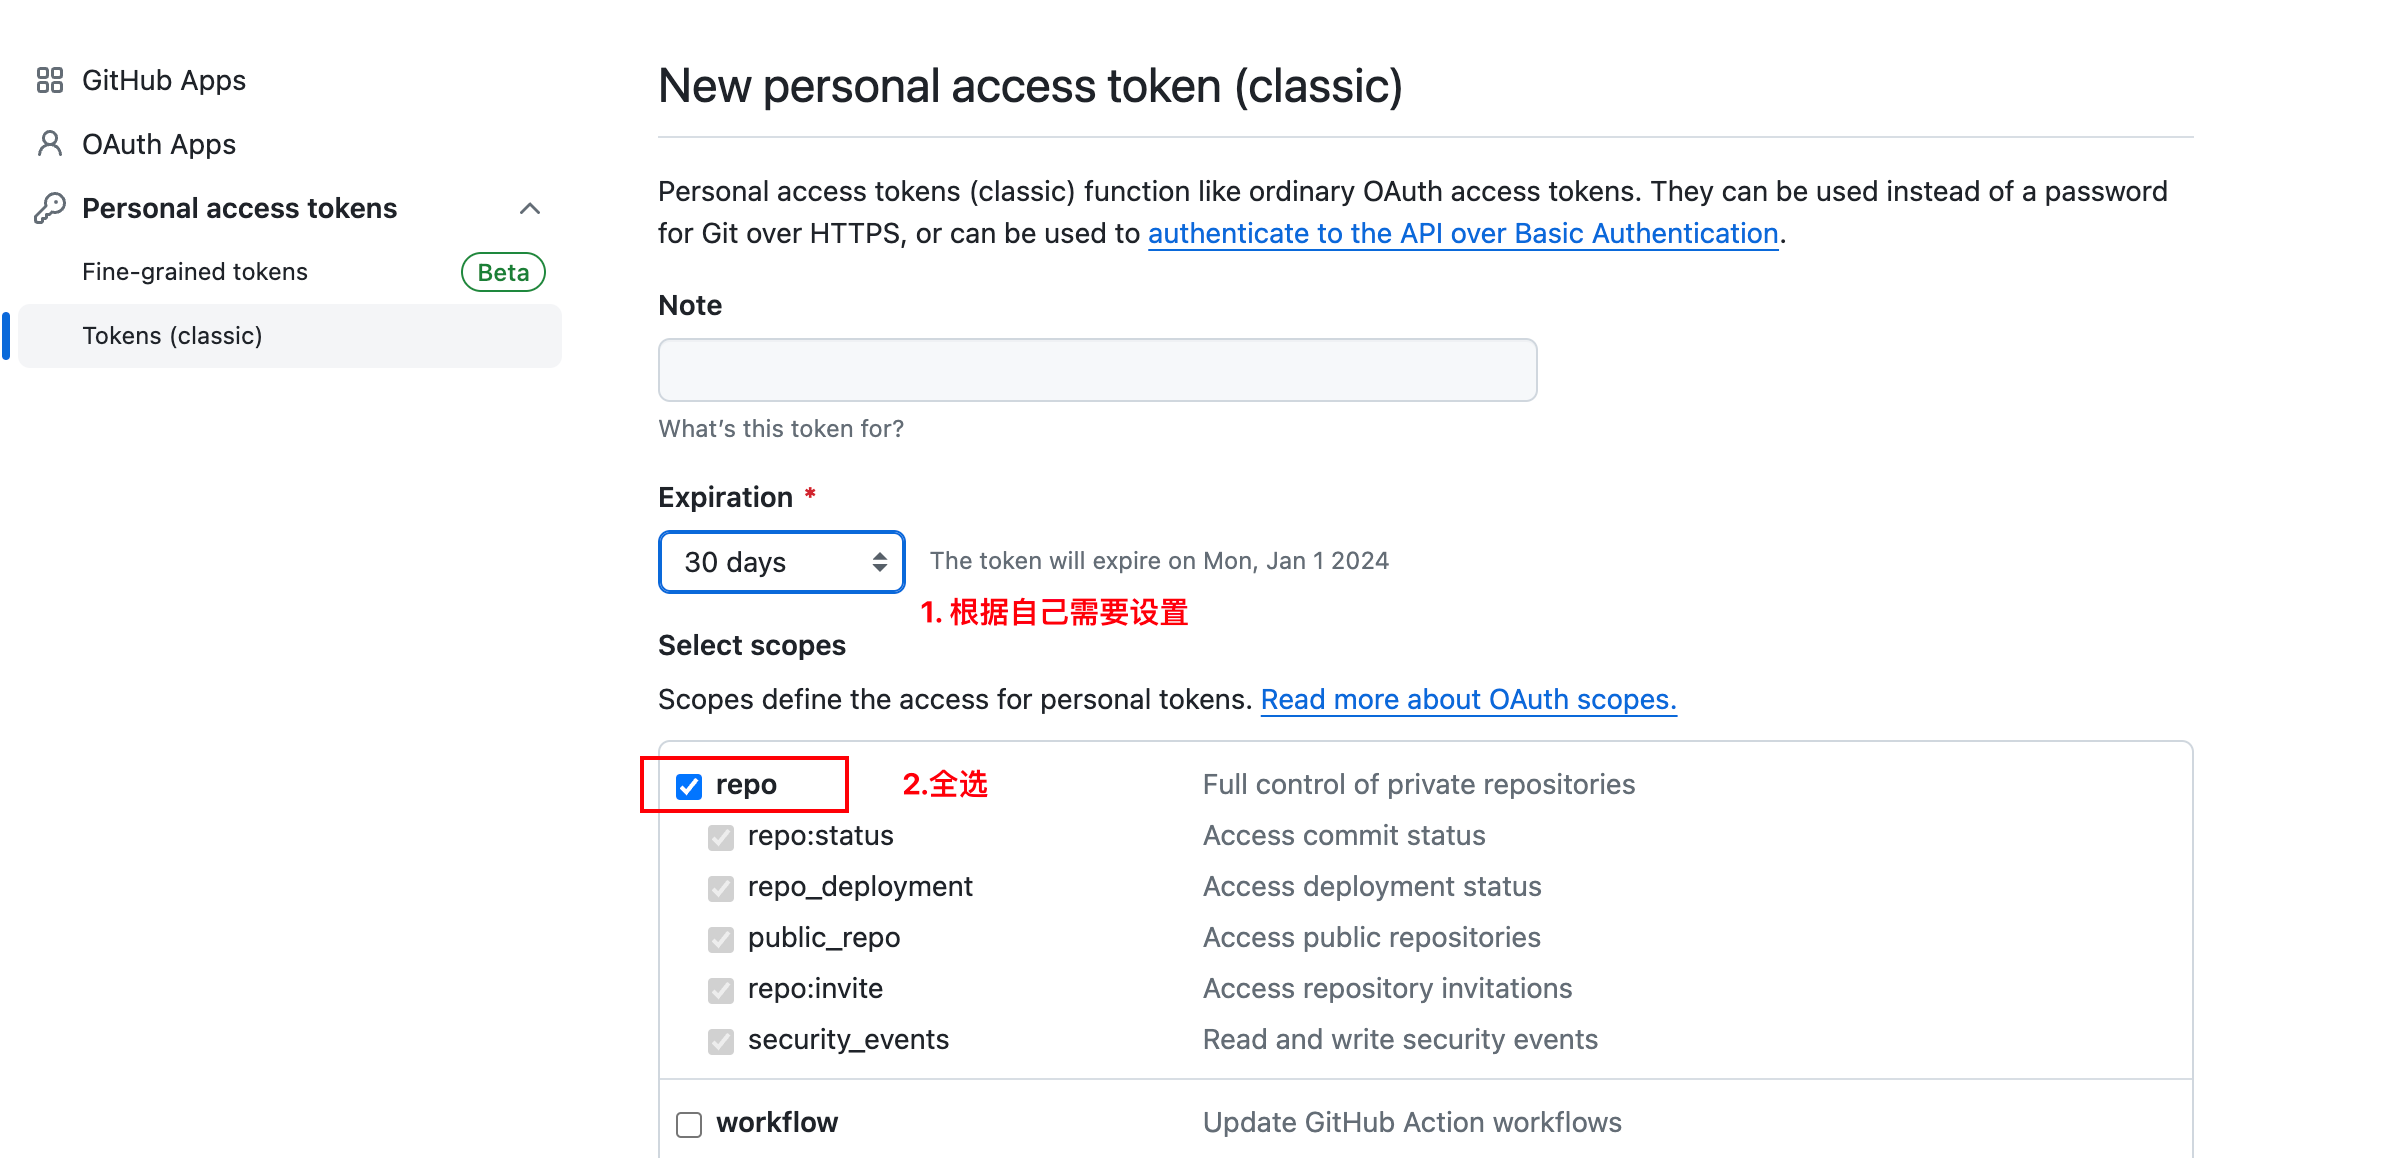 GitHub Apps
OAuth Apps
Personal access tokens
Fine-grained tokens Beta
Tokens (classic)
New personal access token (classic)
Personal access tokens (classic) function like ordinary OAuth access tokens. They can be used instead of a password
for Git over HTTPS, or can be used to authenticate to the API over Basic Authentication.
Note
What's this token for?
Expiration *
30 days The token will expire on Mon, Jan 1 2024
1. 根据自己需要设置
Select scopes
Scopes define the access for personal tokens. Read more about OAuth scopes.
repo 2.全选 Full control of private repositories
repo:status Access commit status
repo_deployment Access deployment status
public_repo Access public repositories
repo:invite Access repository invitations
security_events Read and write security events
workflow Update GitHub Action workflows